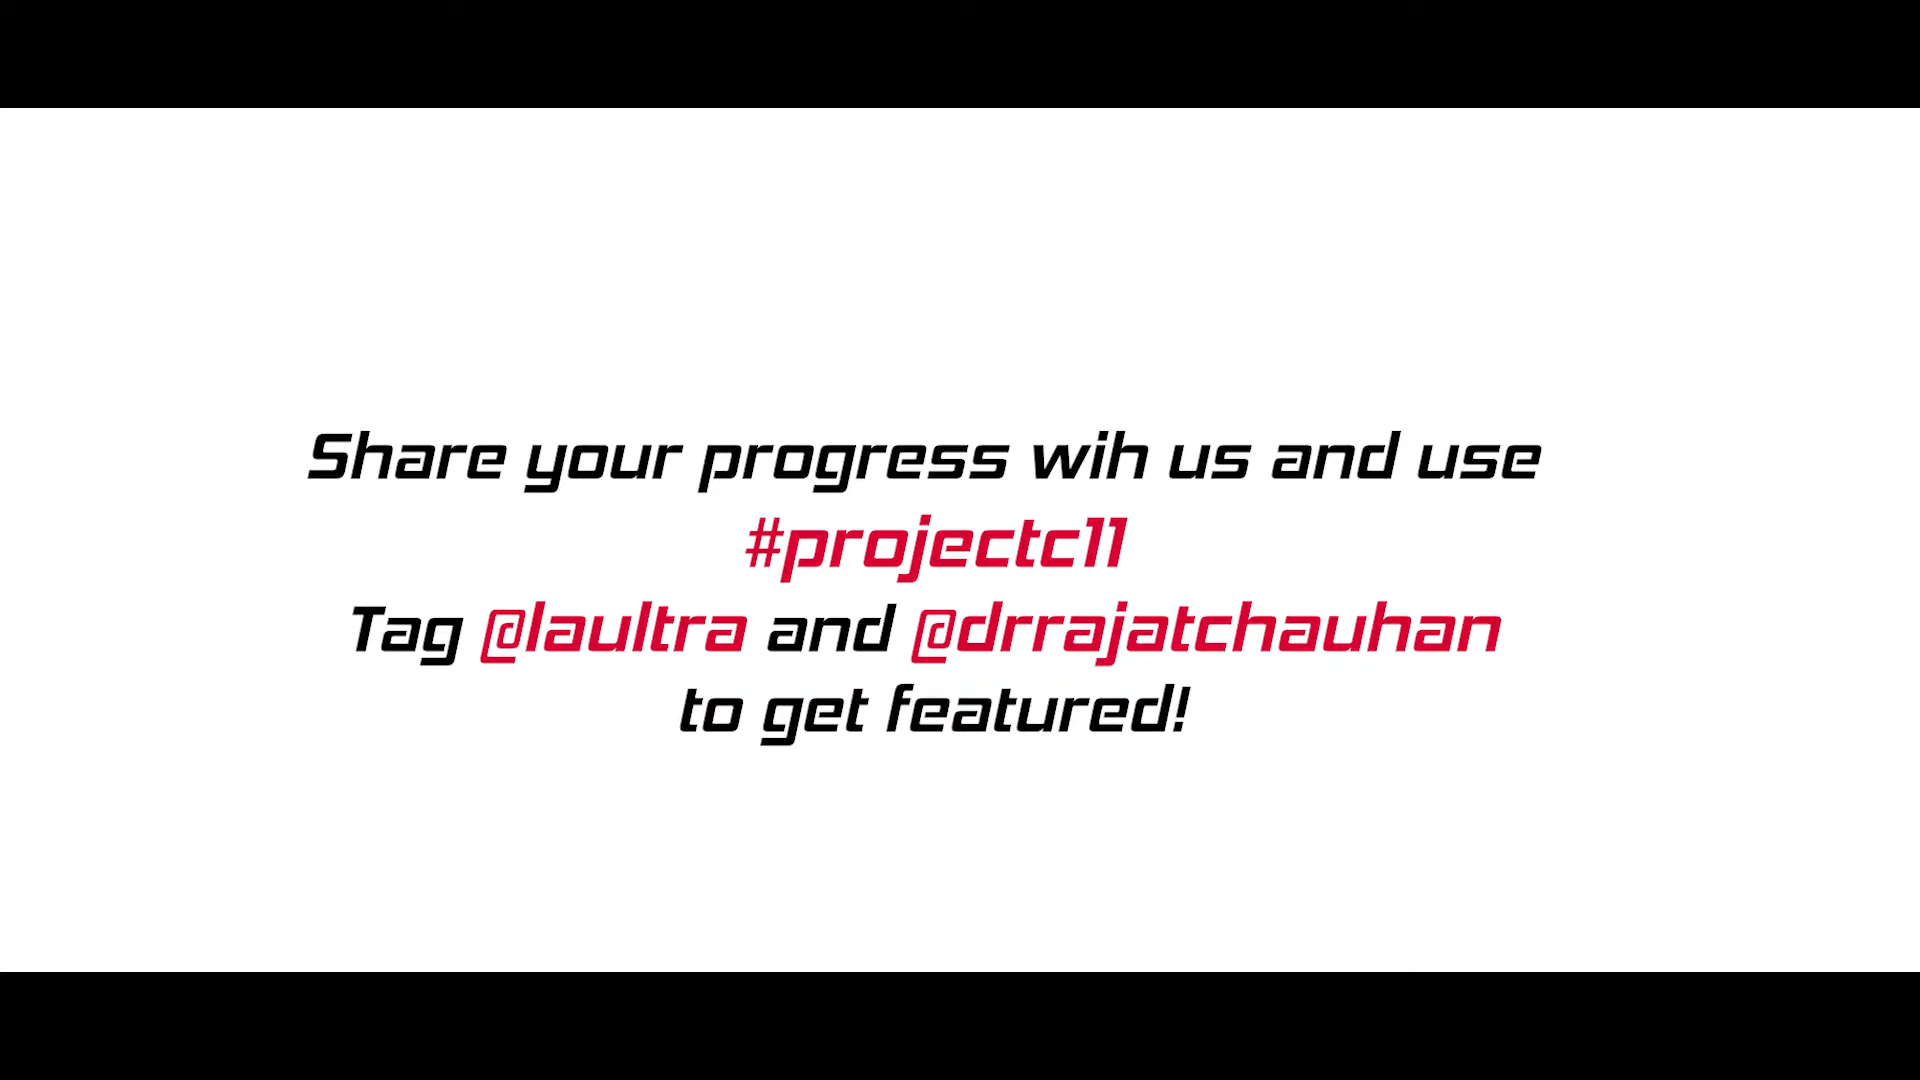 Share your progress wih us and use
#projectc11
Tag @laultra and @drrajatchauhan
to get featured!